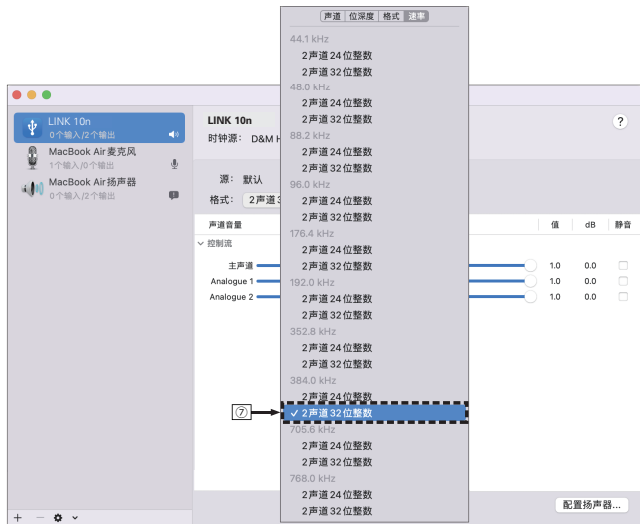 声道 位深度 格式 速率
44.1 kHz
2声道24位整数
2声道32位整数
48.0 kHz
2声道24位整数
2声道32位整数
88.2 kHz
2声道24位整数
2声道32位整数
96.0 kHz
2声道24位整数
2声道32位整数
176.4 kHz
2声道24位整数
2声道32位整数
192.0 kHz
2声道24位整数
2声道32位整数
352.8 kHz
2声道24位整数
2声道32位整数
384.0 kHz
2声道24位整数
⑦
✓ 2声道32位整数
705.6 kHz
2声道24位整数
2声道32位整数
768.0 kHz
2声道24位整数
2声道32位整数
LINK 10n
0个输入/2个输出
MacBook Air麦克风
1个输入/0个输出
MacBook Air扬声器
0个输入/2个输出
+ −
LINK 10n
?
时钟源: D&M H
源: 默认
格式: 2声道3
声道音量 值 dB 静音
控制流
主声道 1.0 0.0
Analogue 1 1.0 0.0
Analogue 2 1.0 0.0
配置扬声器...